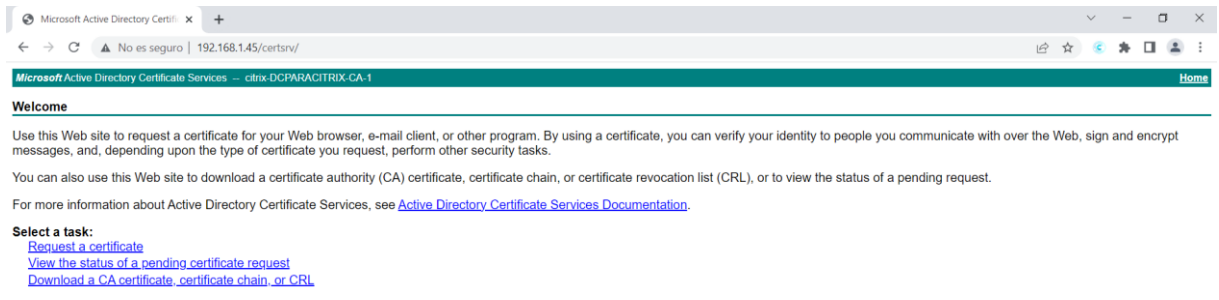 Microsoft Active Directory Certifi
No es seguro | 192.168.1.45/certsrv/
Microsoft Active Directory Certificate Services -- citrix-DCPARACITRIX-CA-1 Home
Welcome
Use this Web site to request a certificate for your Web browser, e-mail client, or other program. By using a certificate, you can verify your identity to people you communicate with over the Web, sign and encrypt
messages, and, depending upon the type of certificate you request, perform other security tasks.
You can also use this Web site to download a certificate authority (CA) certificate, certificate chain, or certificate revocation list (CRL), or to view the status of a pending request.
For more information about Active Directory Certificate Services, see Active Directory Certificate Services Documentation.
Select a task:
Request a certificate
View the status of a pending certificate request
Download a CA certificate, certificate chain, or CRL